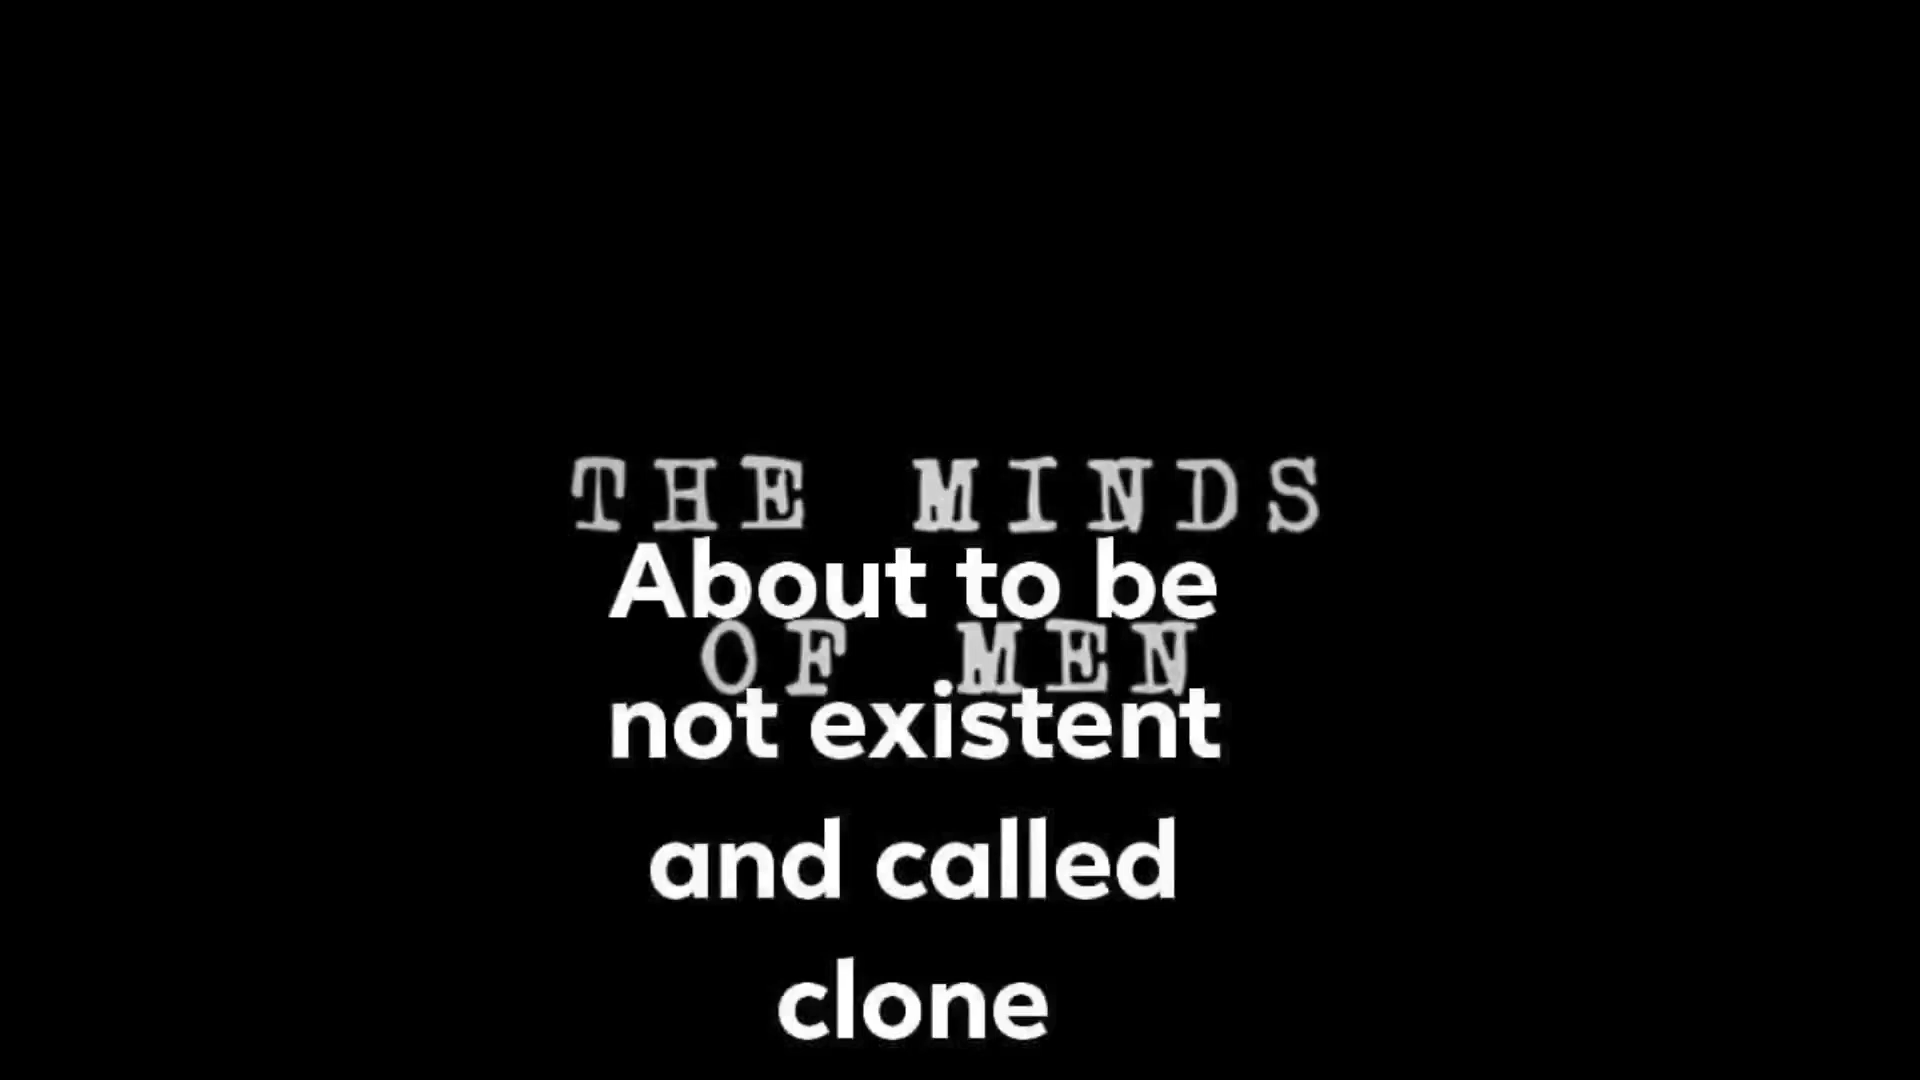 THE MINDS
OF MEN
About to be
not existent
and called
clone